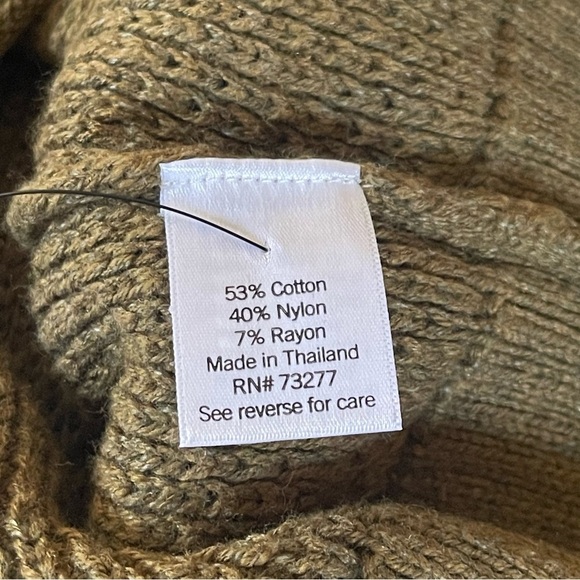 53% Cotton
40% Nylon
7% Rayon
Made in Thailand
RN# 73277
See reverse for care